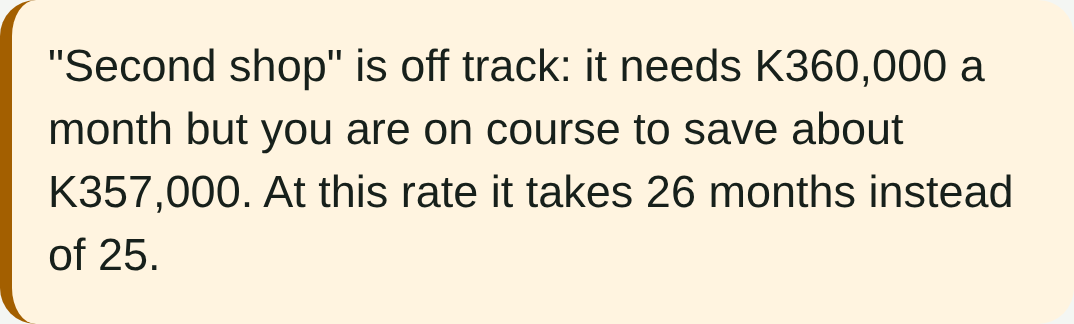 "Second shop" is off track: it needs K360,000 a
month but you are on course to save about
K357,000. At this rate it takes 26 months instead
of 25.